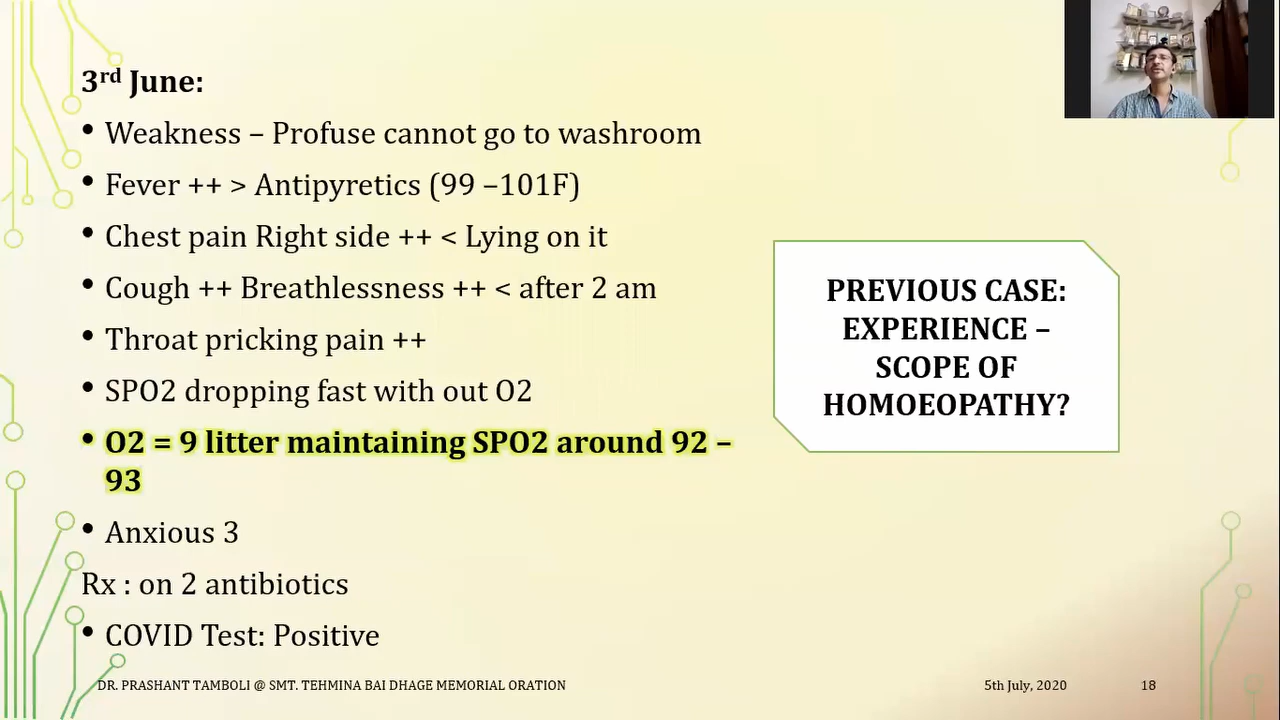 3rd June:
• Weakness – Profuse cannot go to washroom
• Fever ++ > Antipyretics (99 –101F)
• Chest pain Right side ++ < Lying on it
• Cough ++ Breathlessness ++ < after 2 am
• Throat pricking pain ++
• SPO2 dropping fast with out O2
• O2 = 9 litter maintaining SPO2 around 92 –
93
• Anxious 3
Rx : on 2 antibiotics
• COVID Test: Positive
PREVIOUS CASE:
EXPERIENCE –
SCOPE OF
HOMOEOPATHY?
DR. PRASHANT TAMBOLI @ SMT. TEHMINA BAI DHAGE MEMORIAL ORATION
5th July, 2020
18